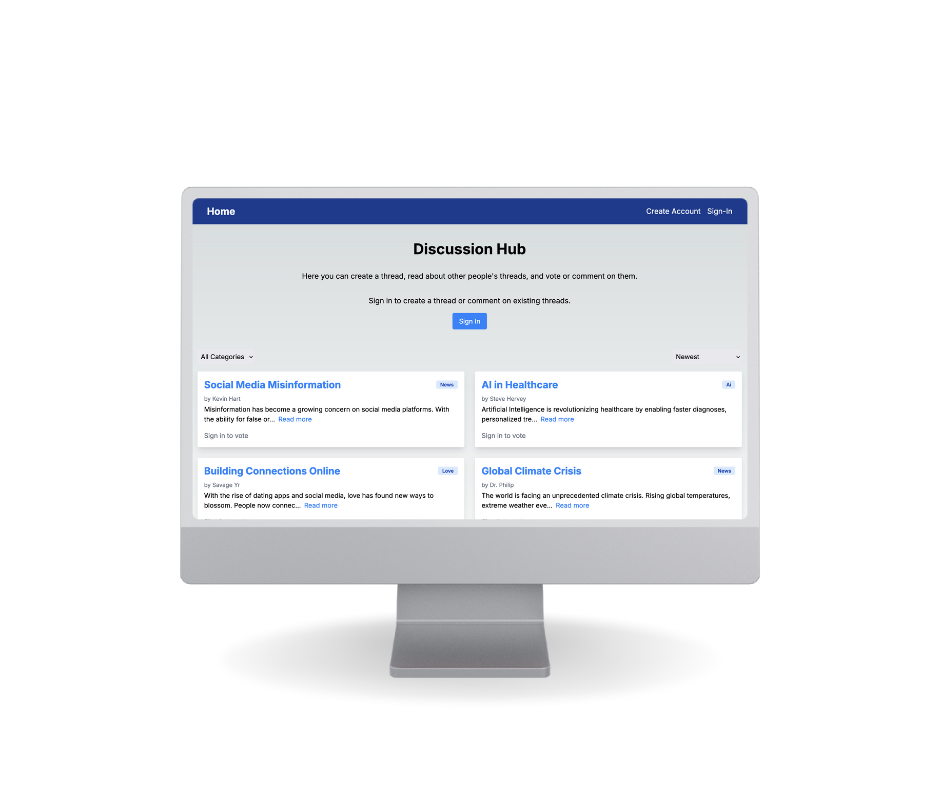 Home
Create Account Sign-In
Discussion Hub
Here you can create a thread, read about other people's threads, and vote or comment on them.
Sign in to create a thread or comment on existing threads.
Sign In
All Categories
Newest
Social Media Misinformation
News
by Kevin Hart
Misinformation has become a growing concern on social media platforms. With
the ability for false or... Read more
Sign in to vote
AI in Healthcare
Ai
by Steve Hervey
Artificial Intelligence is revolutionizing healthcare by enabling faster diagnoses,
personalized tre... Read more
Sign in to vote
Building Connections Online
Love
by Savage Yr
With the rise of dating apps and social media, love has found new ways to
blossom. People now connec... Read more
Global Climate Crisis
News
by Dr. Philip
The world is facing an unprecedented climate crisis. Rising global temperatures,
extreme weather eve... Read more